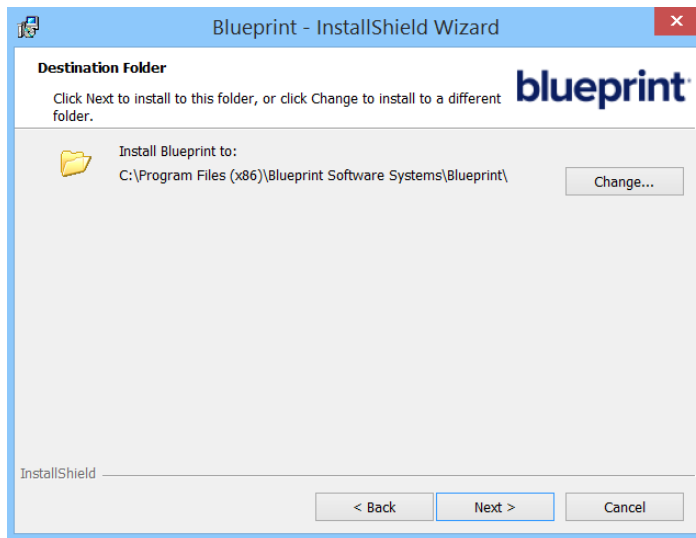 Blueprint - InstallShield Wizard
Destination Folder
blueprint
Click Next to install to this folder, or click Change to install to a different
folder.
Install Blueprint to:
C:\Program Files (x86)\Blueprint Software Systems\Blueprint\
Change...
InstallShield
< Back
Next >
Cancel